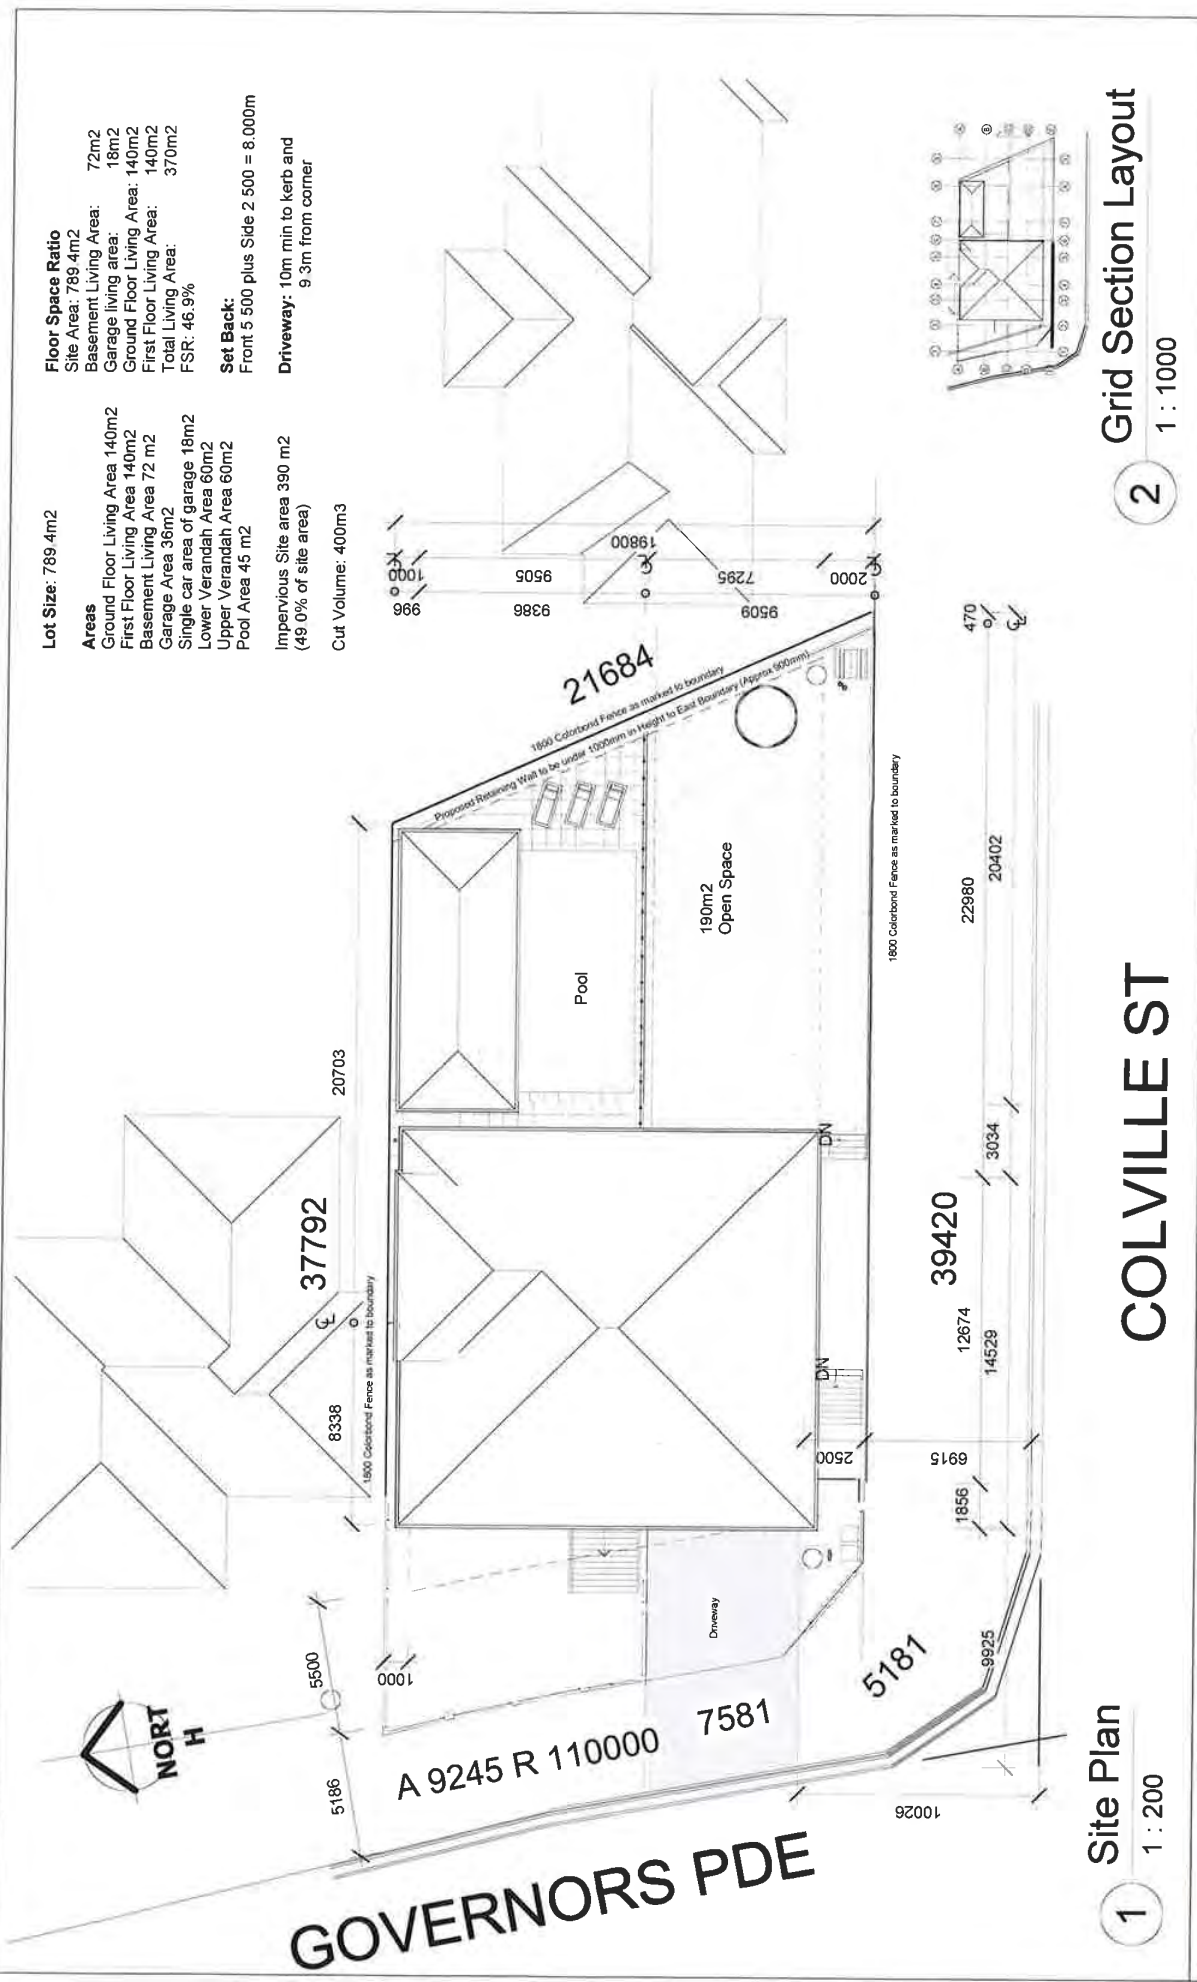 Lot Size: 789.4m2
Areas
Ground Floor Living Area 140m2
First Floor Living Area 140m2
Basement Living Area 72 m2
Garage Area 36m2
Single car area of garage 18m2
Lower Verandah Area 60m2
Upper Verandah Area 60m2
Pool Area 45 m2
Impervious Site area 390 m2
(49 0% of site area)
Cut Volume: 400m3
Floor Space Ratio
Site Area: 789.4m2
Basement Living Area: 72m2
Garage living area: 18m2
Ground Floor Living Area: 140m2
First Floor Living Area: 140m2
Total Living Area: 370m2
FSR: 46.9%
Set Back:
Front 5 500 plus Side 2 500 = 8.000m
Driveway: 10m min to kerb and
9.3m from corner
NORT
H
5186
5500
1000
8338
20703
37792
1800 Colorbond Fence as marked to boundary
21684
1800 Colorbond Fence as marked to boundary
Proposed Retaining Wall to be under 1000mm in Height to East Boundary (Approx 900mm)
996
1000
9386
9505
19800
9509
7295
2000
Pool
190m2
Open Space
DN
DN
Driveway
A 9245 R 110000
7581
5181
9925
10026
2500
6915
1800 Colorbond Fence as marked to boundary
39420
1856
12674
14529
3034
22980
20402
470
GOVERNORS PDE
COLVILLE ST
1
Site Plan
1 : 200
2
Grid Section Layout
1 : 1000